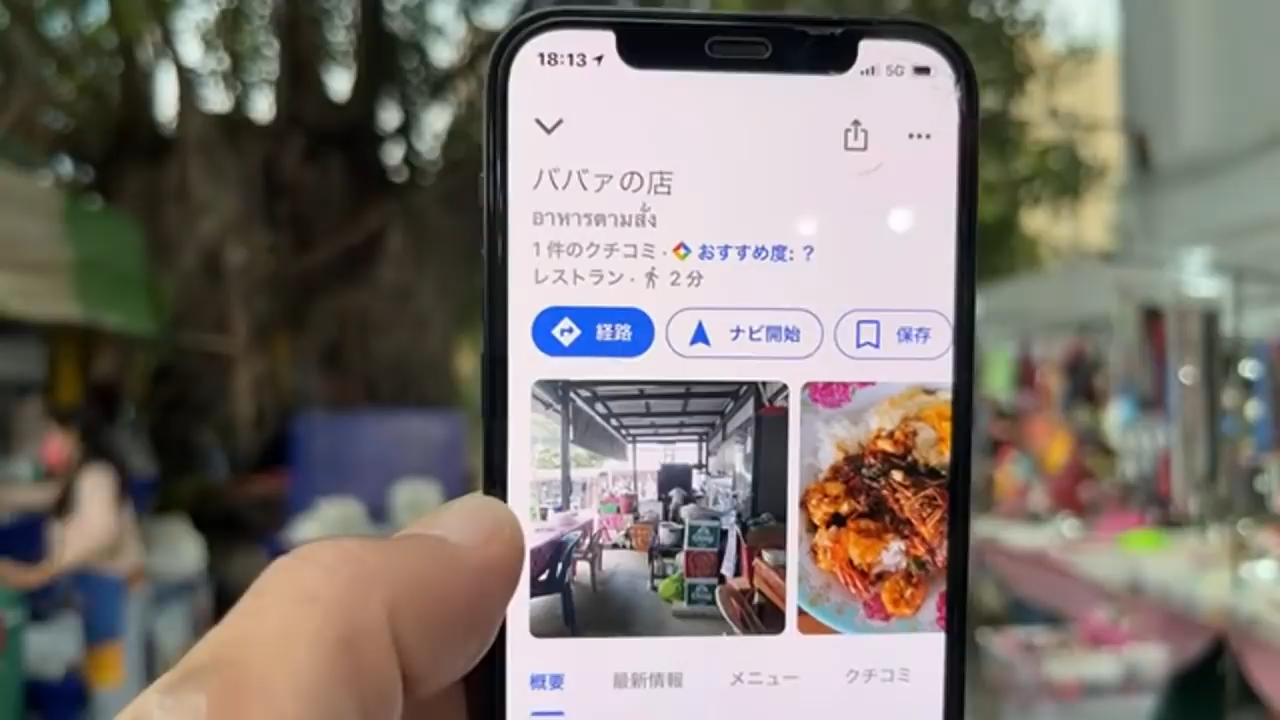 18:13
5G
ババァの店
อาหารตามสั่ง
1 件のクチコミ · おすすめ度: ?
レストラン · 2 分
経路
ナビ開始
保存
概要
最新情報
メニュー
クチコミ